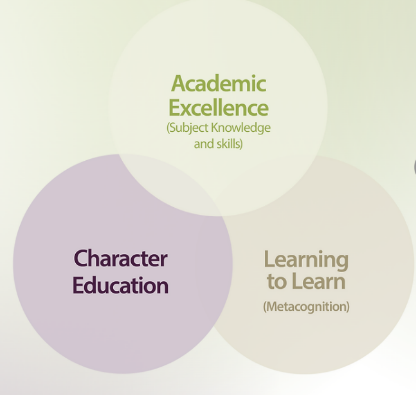 Academic
Excellence
(Subject Knowledge
and skills)
Character
Education
Learning
to Learn
(Metacognition)